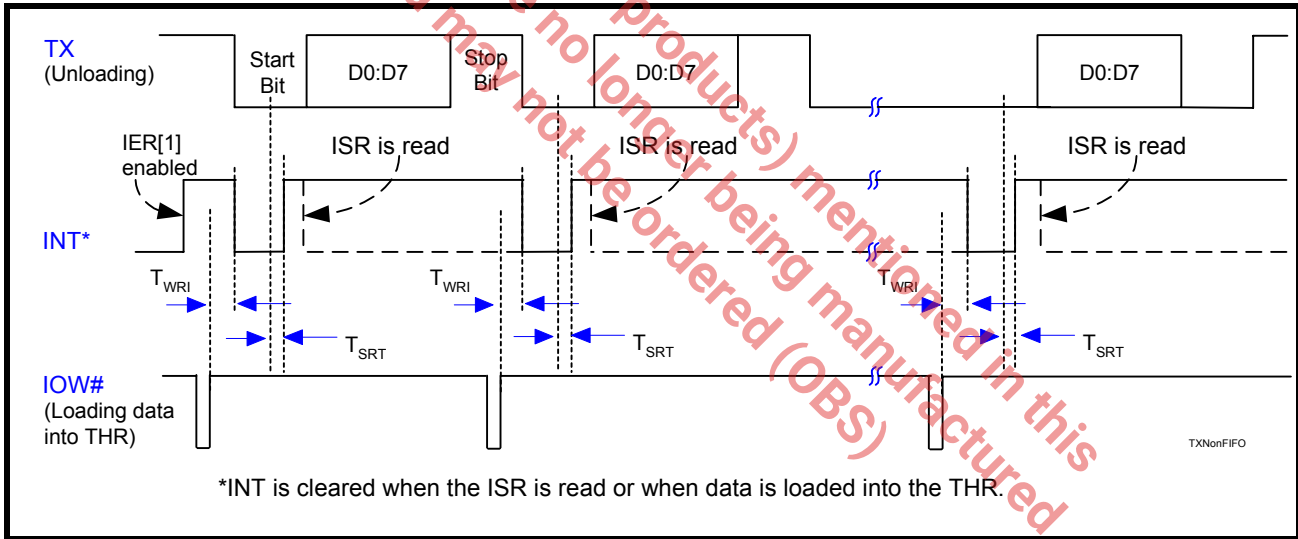 TX
(Unloading)
Start
Bit
D0:D7
Stop
Bit
D0:D7
D0:D7
IER[1]
enabled
ISR is read
ISR is read
ISR is read
INT*
TWRI
TWRI
TWRI
TSRT
TSRT
TSRT
IOW#
(Loading data
into THR)
TXNonFIFO
*INT is cleared when the ISR is read or when data is loaded into the THR.
products) mentioned in this
no longer being manufactured
may not be ordered (OBS)